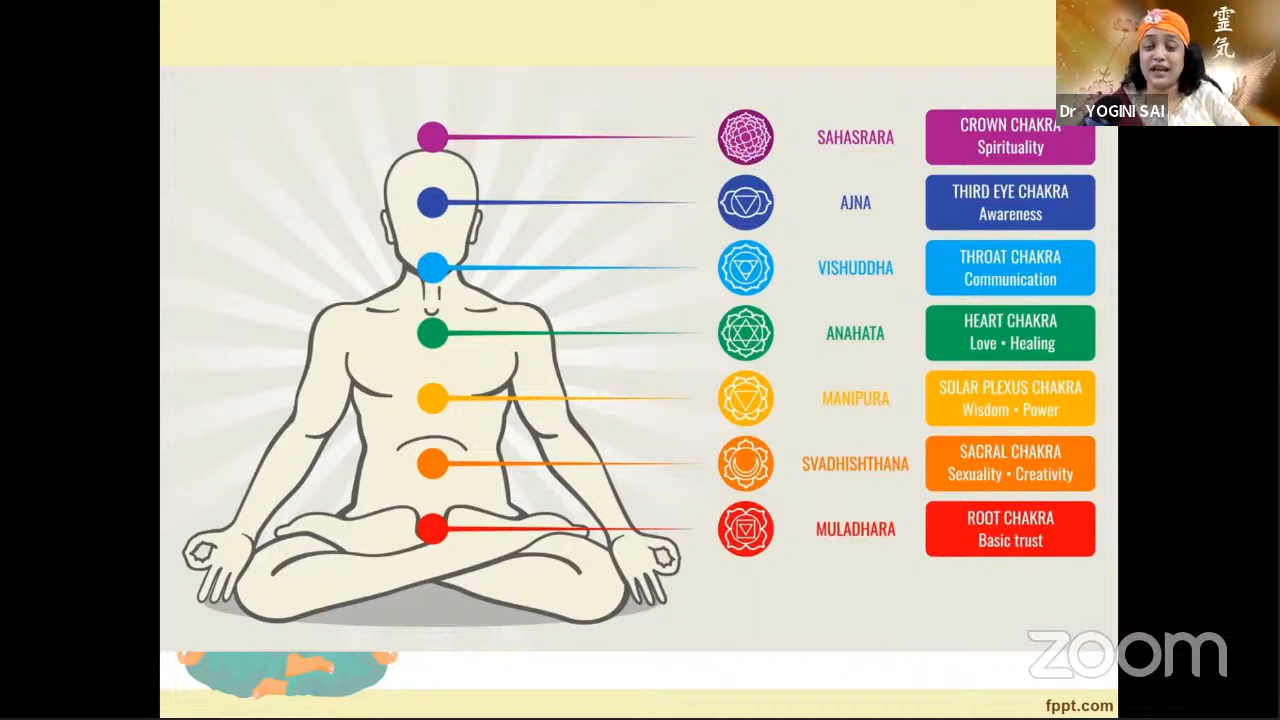 靈
気
Dr YOGINI SAI
SAHASRARA
CROWN CHAKRA
Spirituality
AJNA
THIRD EYE CHAKRA
Awareness
VISHUDDHA
THROAT CHAKRA
Communication
ANAHATA
HEART CHAKRA
Love • Healing
MANIPURA
SOLAR PLEXUS CHAKRA
Wisdom • Power
SVADHISHTHANA
SACRAL CHAKRA
Sexuality • Creativity
MULADHARA
ROOT CHAKRA
Basic trust
zoom
fppt.com